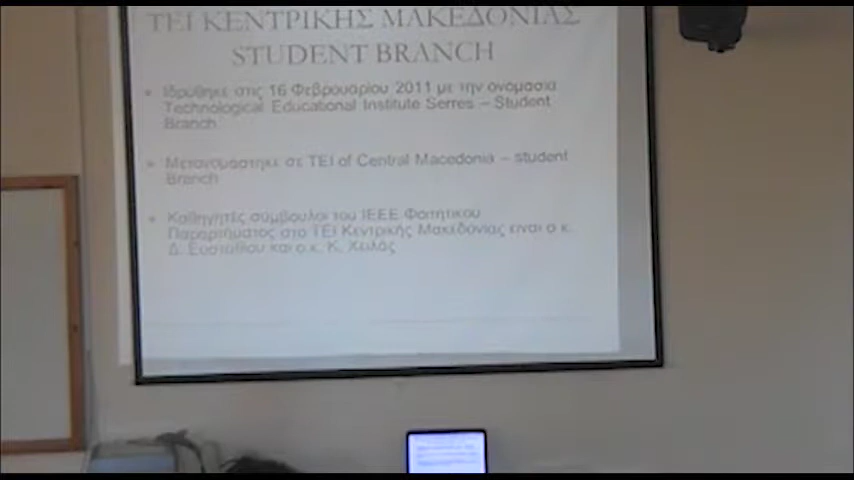 ΤΕΙ ΚΕΝΤΡΙΚΗΣ ΜΑΚΕΔΟΝΙΑΣ
STUDENT BRANCH
Ιδρύθηκε στις 16 Φεβρουαρίου 2011 με την ονομασία
Technological Educational Institute Serres – Student
Branch
Μετονομάστηκε σε TEI of Central Macedonia – student
Branch
Καθηγητές σύμβουλοι του IEEE Φοιτητικού
Παραρτήματος στο ΤΕΙ Κεντρικής Μακεδονίας είναι ο κ.
Δ. Ευσταθίου και ο κ. Κ. Χειλάς